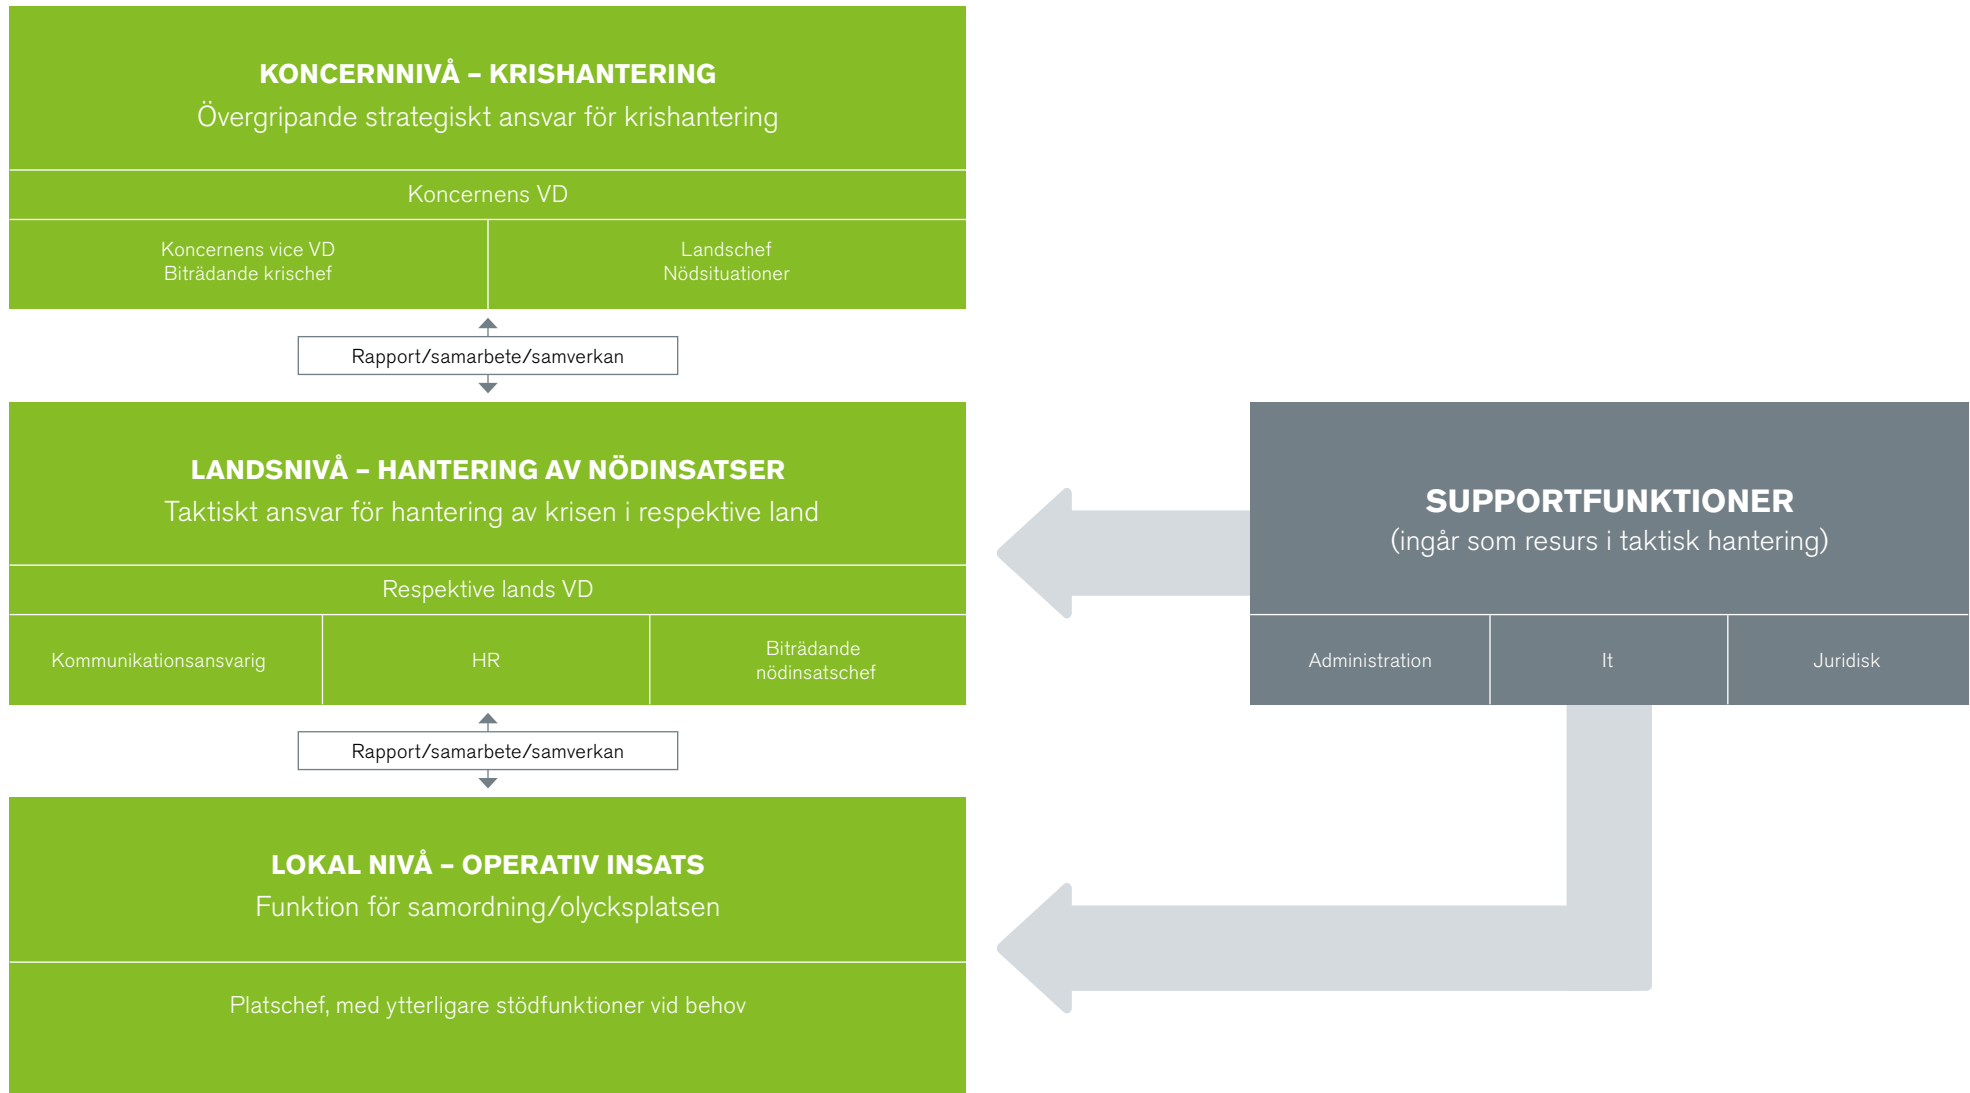 KONCERNNIVÅ – KRISHANTERING
Övergripande strategiskt ansvar för krishantering
Koncernens VD
Koncernens vice VD
Biträdande krischef
Landschef
Nödsituationer
Rapport/samarbete/samverkan
LANDSNIVÅ – HANTERING AV NÖDINSATSER
Taktiskt ansvar för hantering av krisen i respektive land
Respektive lands VD
Kommunikationsansvarig
HR
Biträdande
nödinsatschef
SUPPORTFUNKTIONER
(ingår som resurs i taktisk hantering)
Administration
It
Juridisk
Rapport/samarbete/samverkan
LOKAL NIVÅ – OPERATIV INSATS
Funktion för samordning/olycksplatsen
Platschef, med ytterligare stödfunktioner vid behov